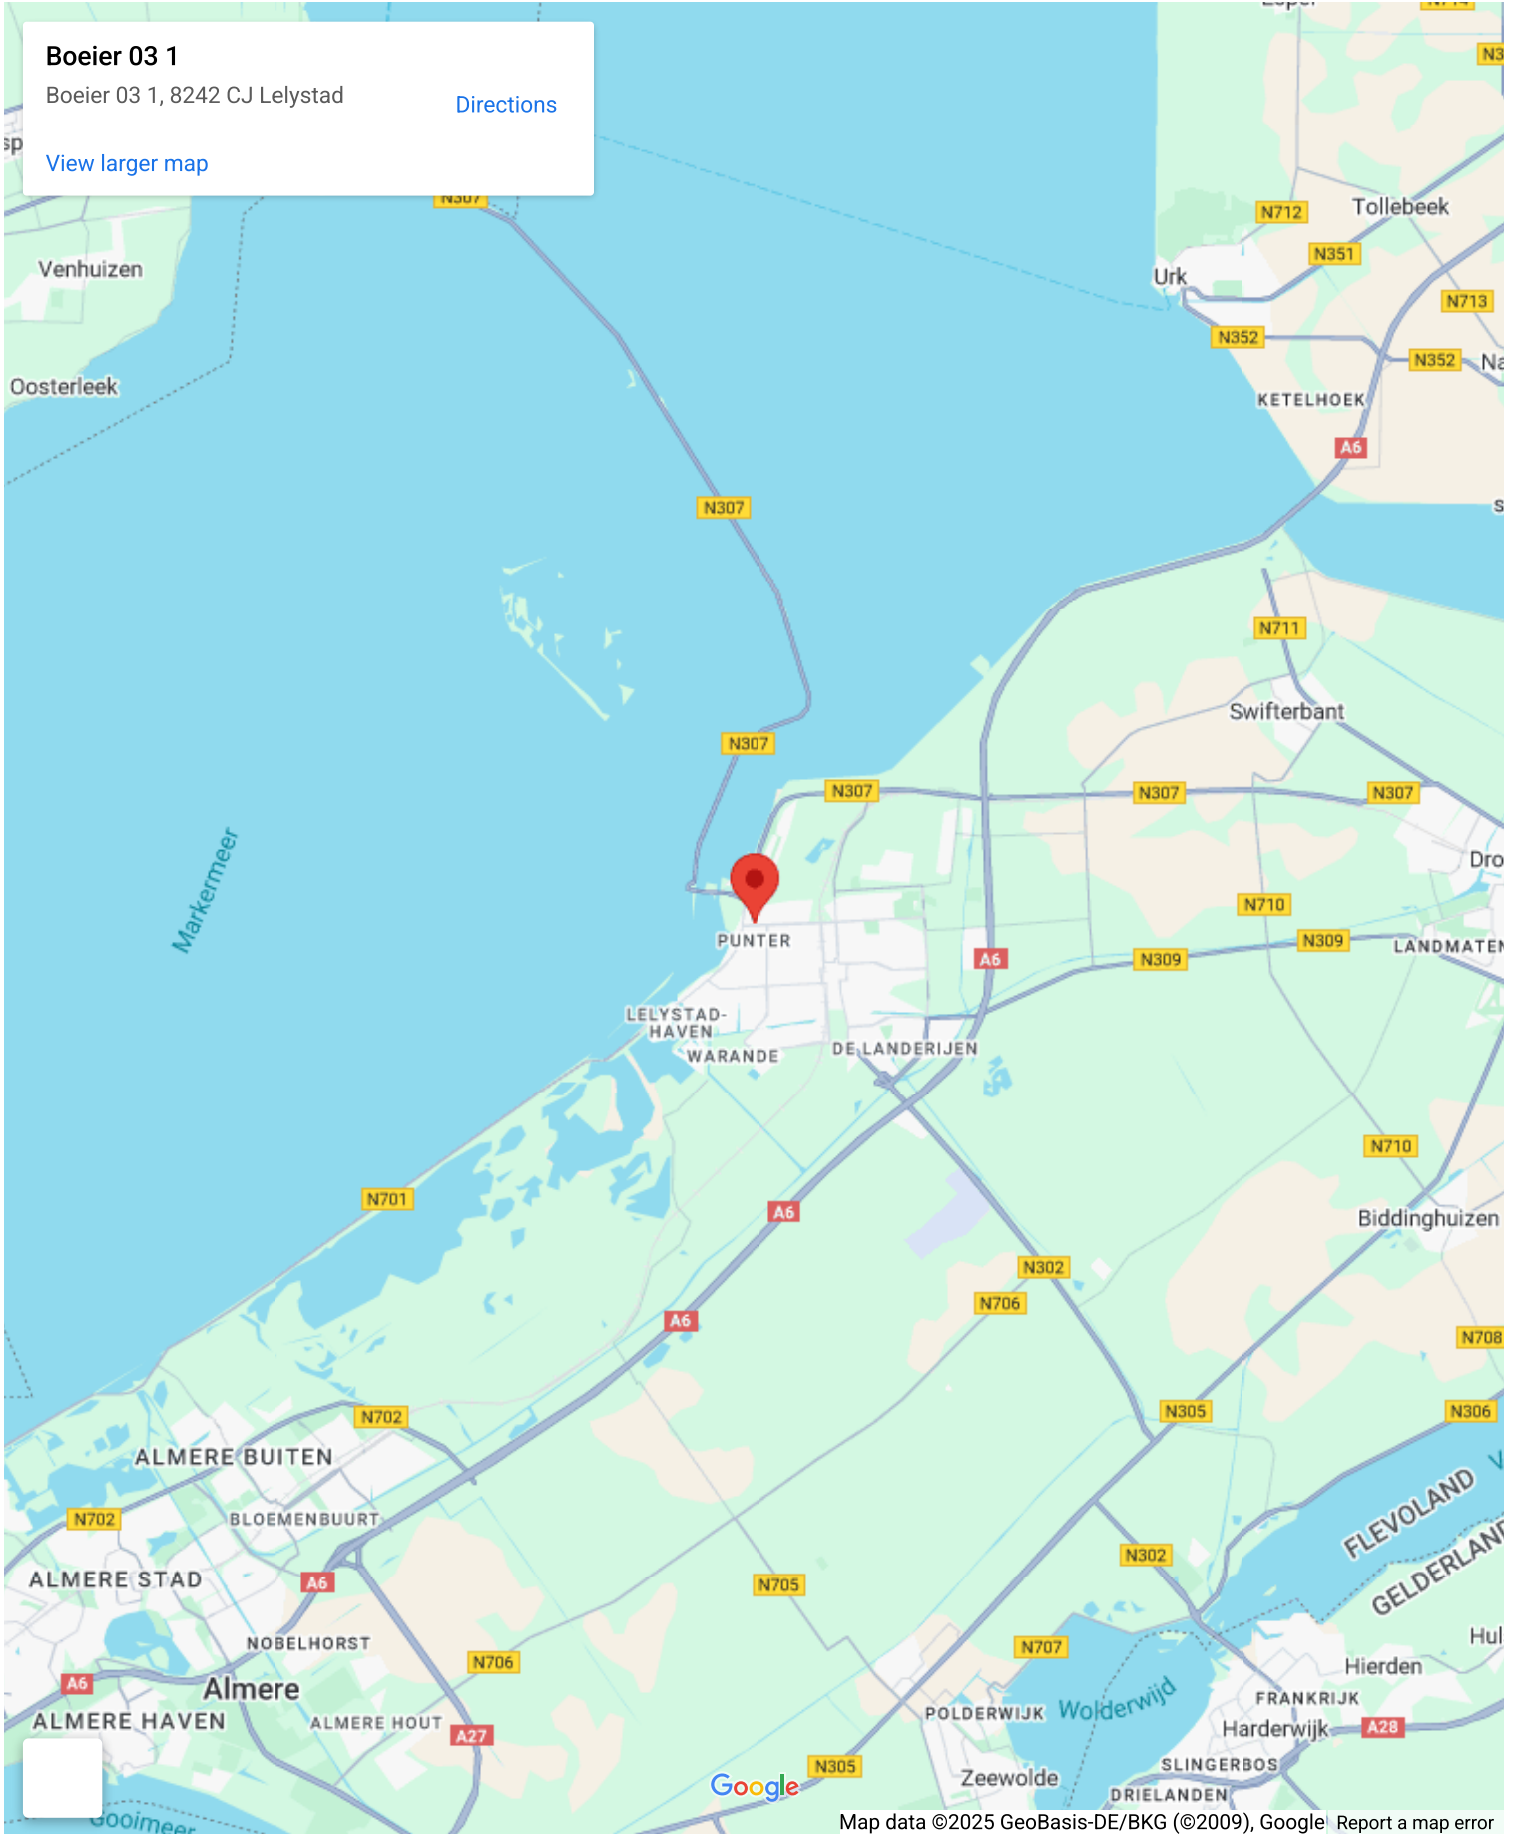 Boeier 03 1
Boeier 03 1, 8242 CJ Lelystad
Directions
View larger map
N307
Venhuizen
Oosterleek
N712
Tollebeek
N351
Urk
N713
N352
N352
KETELHOEK
A6
N307
N711
Swifterbant
N307
N307
N307
N307
Markermeer
N710
PUNTER
N309
N309
LANDMATEN
A6
LELYSTAD-
HAVEN
WARANDE
DE LANDERIJEN
N710
N701
A6
Biddinghuizen
N302
N706
A6
N708
N702
N305
N306
ALMERE BUITEN
N702
BLOEMENBUURT
FLEVOLAND
GELDERLAND
N302
ALMERE STAD
A6
N705
NOBELHORST
N706
N707
Hierden
A6
Almere
ALMERE HAVEN
ALMERE HOUT
A27
POLDERWIJK
Wolderwijd
FRANKRIJK
Harderwijk
A28
N305
Zeewolde
SLINGERBOS
DRIELANDEN
Gooimeer
Google
Map data ©2025 GeoBasis-DE/BKG (©2009), Google
Report a map error